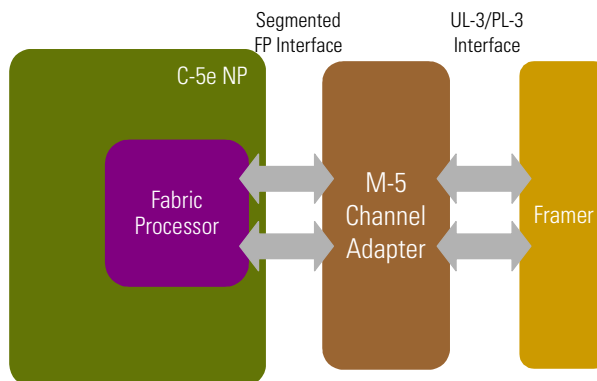 Segmented
FP Interface
UL-3/PL-3
Interface
C-5e NP
Fabric
Processor
M-5
Channel
Adapter
Framer